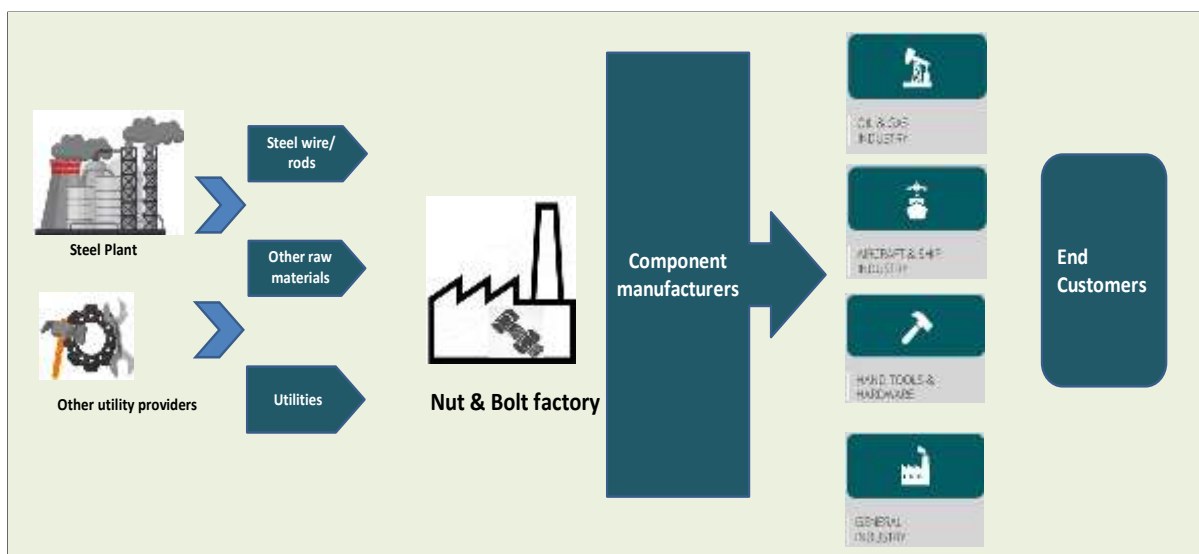 Steel Plant
Other utility providers
Steel wire/
rods
Other raw
materials
Utilities
Nut & Bolt factory
Component
manufacturers
OIL & GAS
INDUSTRY
AIRCRAFT & SHIP
INDUSTRY
HAND TOOLS &
HARDWARE
GENERAL
INDUSTRY
End
Customers